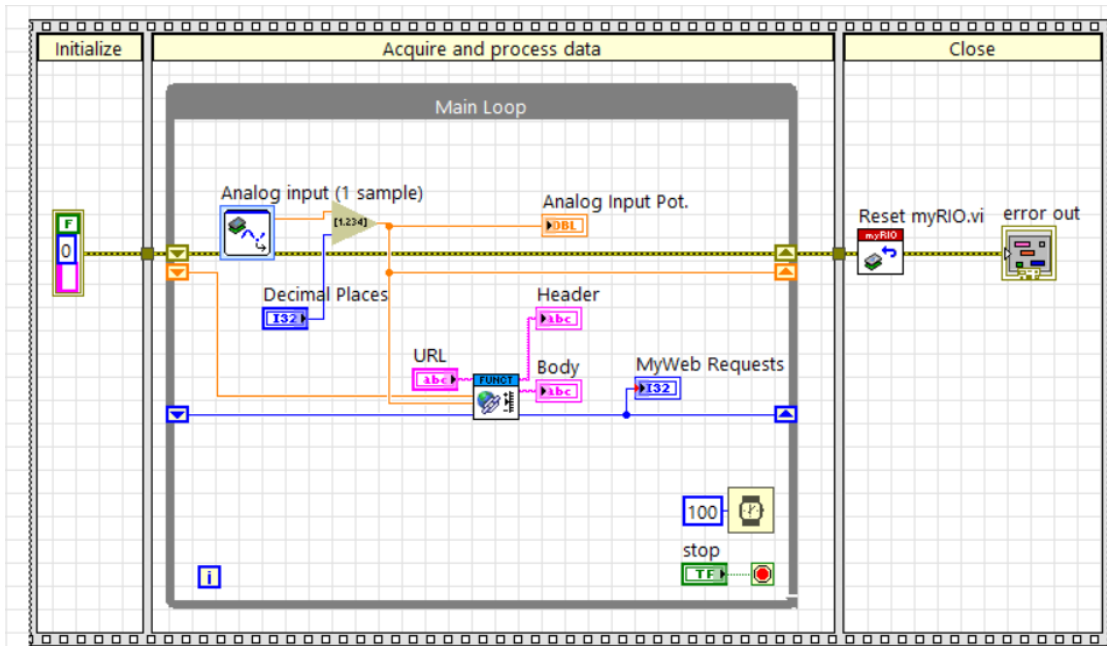 Initialize
Acquire and process data
Close
Main Loop
Analog input (1 sample)
[1.234]
Analog Input Pot.
DBL
Reset myRIO.vi
error out
myRIO
F
0
Decimal Places
I32
Header
abc
URL
abc
FUNCT
Body
abc
MyWeb Requests
I32
100
stop
TF
i